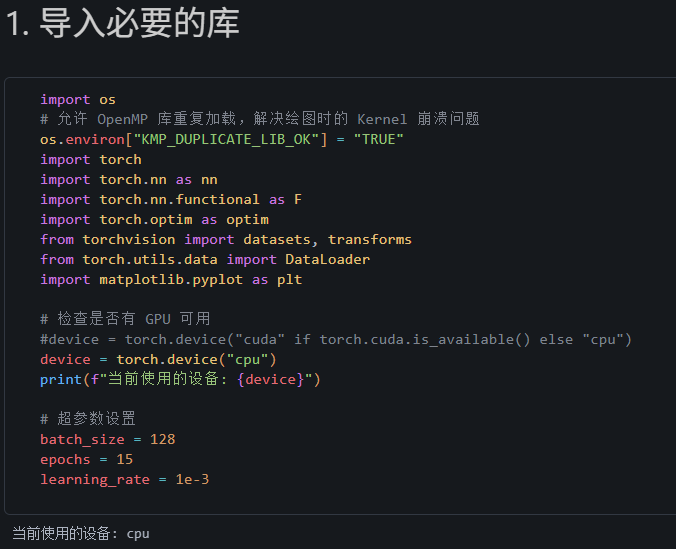 1. 导入必要的库
import os
# 允许 OpenMP 库重复加载，解决绘图时的 Kernel 崩溃问题
os.environ["KMP_DUPLICATE_LIB_OK"] = "TRUE"
import torch
import torch.nn as nn
import torch.nn.functional as F
import torch.optim as optim
from torchvision import datasets, transforms
from torch.utils.data import DataLoader
import matplotlib.pyplot as plt
# 检查是否有 GPU 可用
#device = torch.device("cuda" if torch.cuda.is_available() else "cpu")
device = torch.device("cpu")
print(f"当前使用的设备: {device}")
# 超参数设置
batch_size = 128
epochs = 15
learning_rate = 1e-3
当前使用的设备: cpu